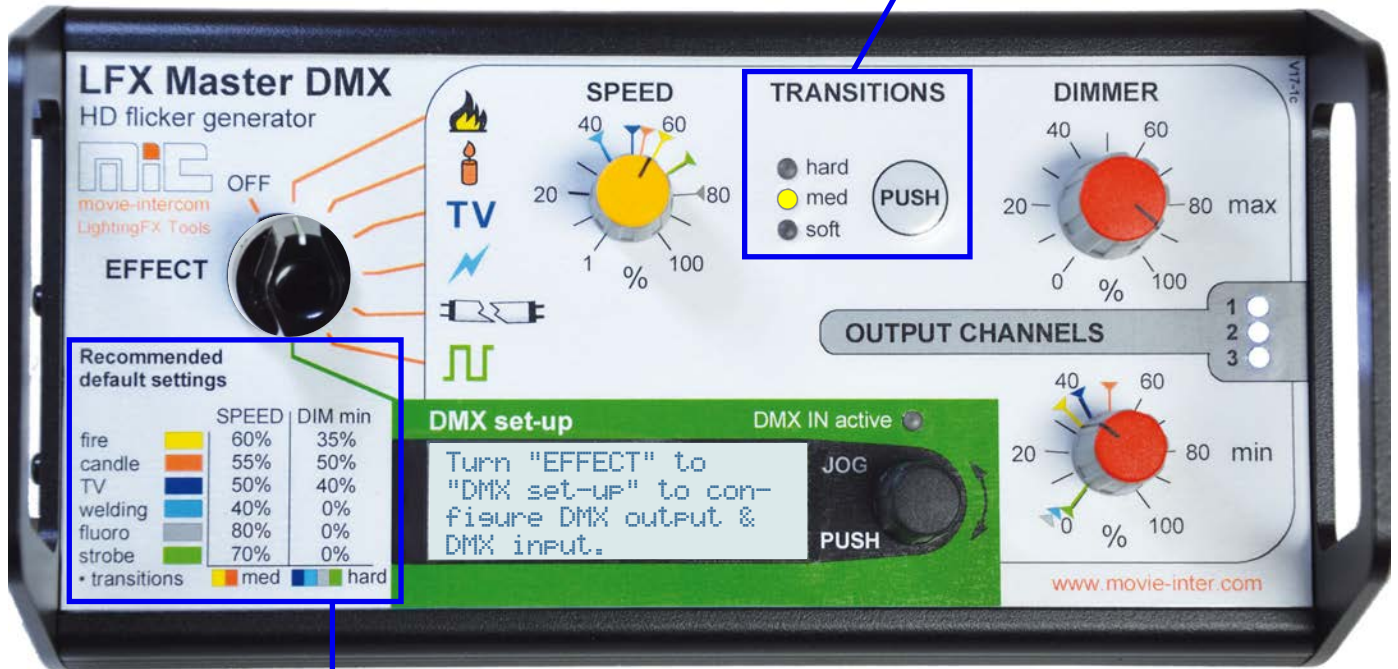 LFX Master DMX
HD flicker generator
mic
movie-intercom
LightingFX Tools
OFF
EFFECT
TV
SPEED
1 20 40 60 80 100
%
TRANSITIONS
hard
med
soft
PUSH
DIMMER
0 20 40 60 80 100
%
max
V17-1c
OUTPUT CHANNELS
1
2
3
0 20 40 60 80 100
%
min
www.movie-inter.com
Recommended
default settings
SPEED DIM min
fire 60% 35%
candle 55% 50%
TV 50% 40%
welding 40% 0%
fluoro 80% 0%
strobe 70% 0%
• transitions med hard
DMX set-up
DMX IN active
Turn "EFFECT" to
"DMX set-up" to con-
figure DMX output &
DMX input.
JOG
PUSH